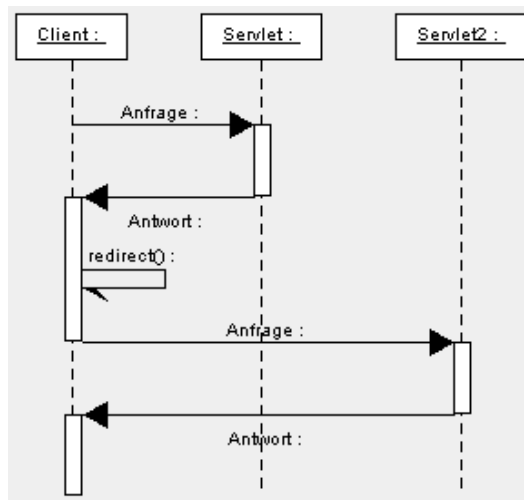 Client :
Servlet :
Servlet2 :
Anfrage :
Antwort :
redirect() :
Anfrage :
Antwort :